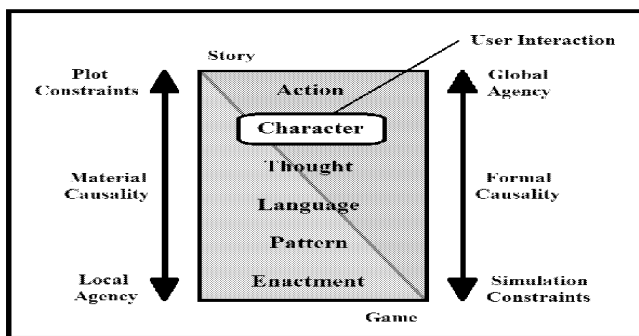 User Interaction
Story
Plot
Constraints
Action
Global
Agency
Character
Thought
Material
Causality
Language
Formal
Causality
Pattern
Local
Agency
Enactment
Simulation
Constraints
Game